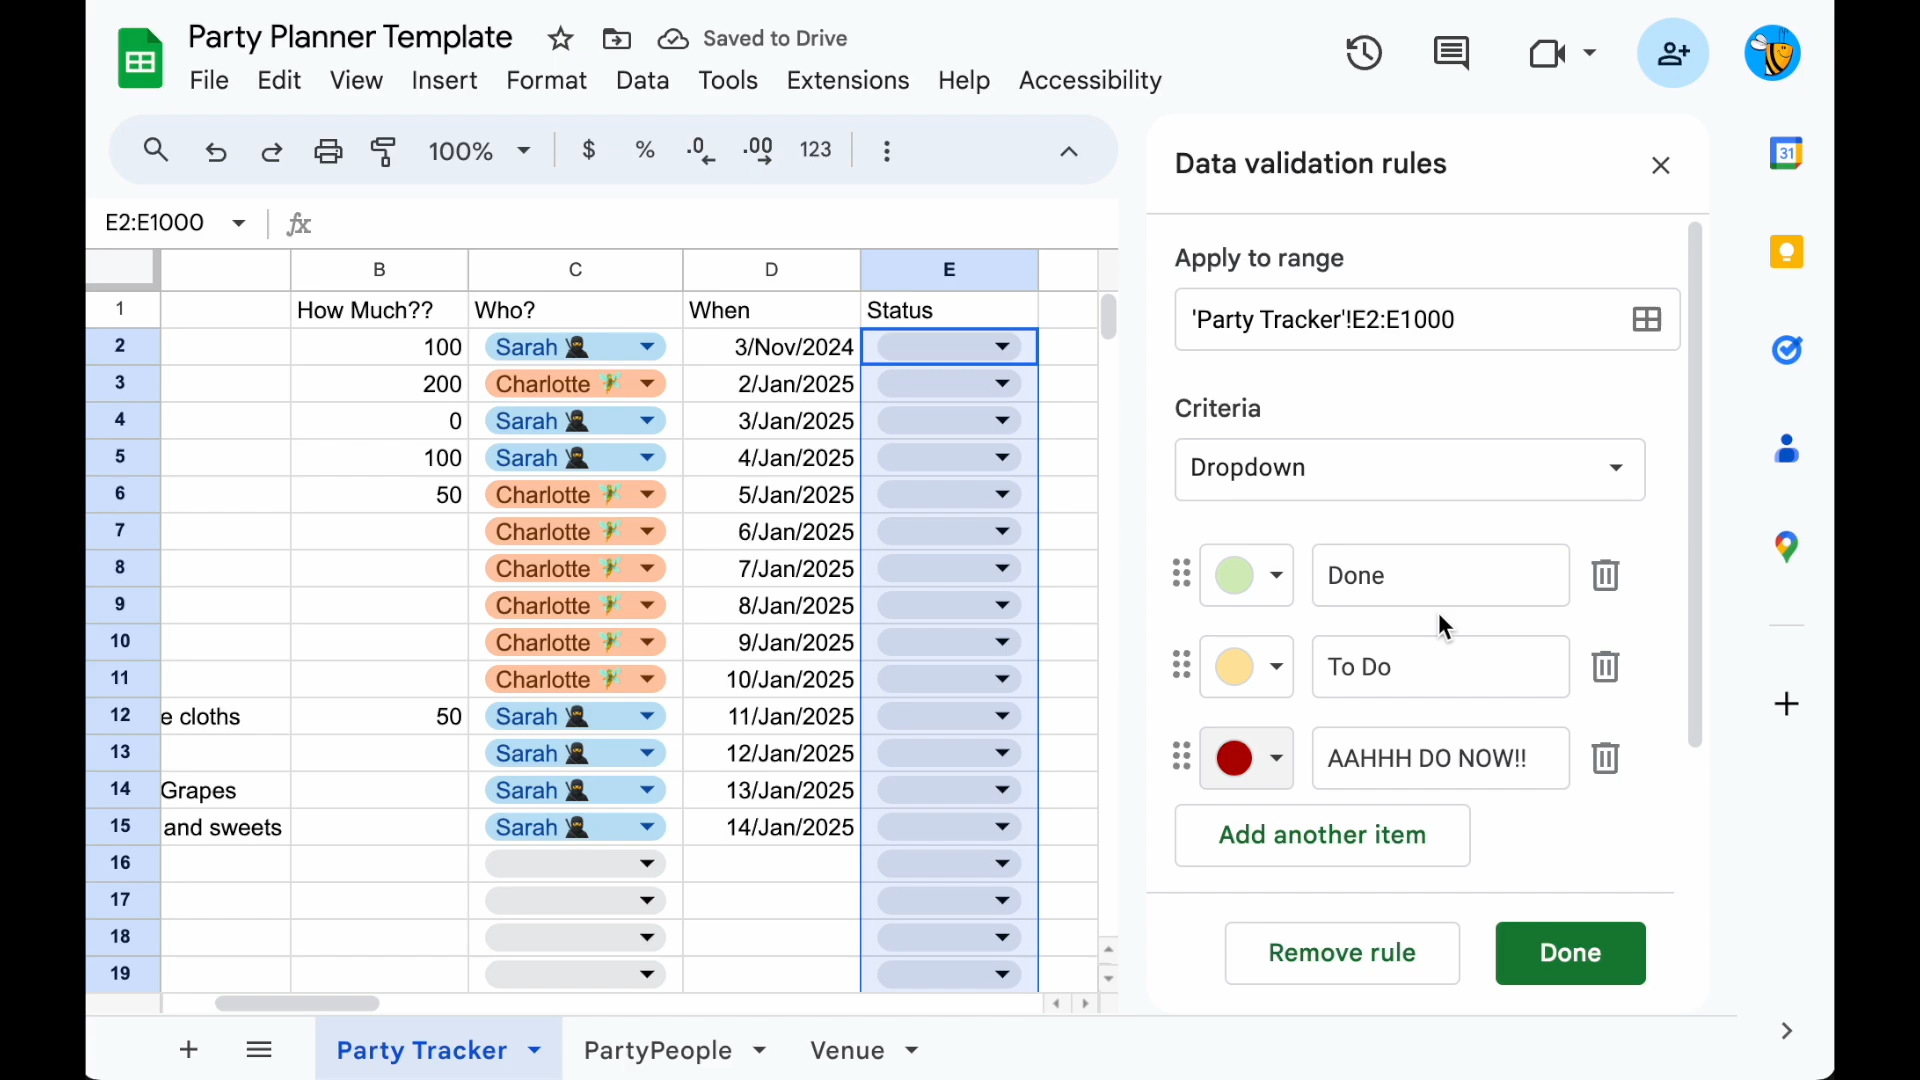 Party Planner Template
Saved to Drive
File Edit View Insert Format Data Tools Extensions Help Accessibility
100% $ % .0 .00 123
E2:E1000 fx
B C D E
1 How Much?? Who? When Status
2 100 Sarah 🥷 3/Nov/2024
3 200 Charlotte 🧚 2/Jan/2025
4 0 Sarah 🥷 3/Jan/2025
5 100 Sarah 🥷 4/Jan/2025
6 50 Charlotte 🧚 5/Jan/2025
7 Charlotte 🧚 6/Jan/2025
8 Charlotte 🧚 7/Jan/2025
9 Charlotte 🧚 8/Jan/2025
10 Charlotte 🧚 9/Jan/2025
11 Charlotte 🧚 10/Jan/2025
12 e cloths 50 Sarah 🥷 11/Jan/2025
13 Sarah 🥷 12/Jan/2025
14 Grapes Sarah 🥷 13/Jan/2025
15 and sweets Sarah 🥷 14/Jan/2025
16
17
18
19
Party Tracker PartyPeople Venue
Data validation rules
Apply to range
'Party Tracker'!E2:E1000
Criteria
Dropdown
Done
To Do
AAHHH DO NOW!!
Add another item
Remove rule Done
31